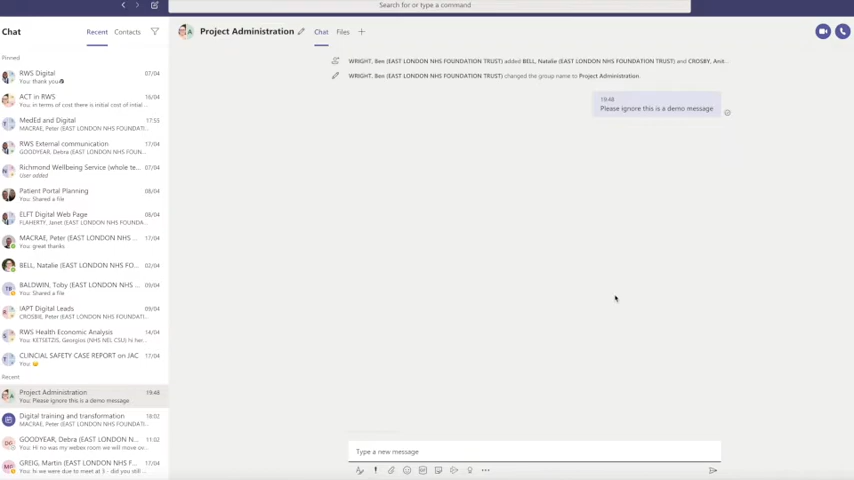 Search for or type a command
Chat
Recent
Contacts
Project Administration
Chat
Files
Pinned
RWS Digital
07/04
You: thank you
ACT in RWS
16/04
You: in terms of cost there is initial cost of intial ...
MedEd and Digital
17:55
MACRAE, Peter (EAST LONDON NHS FOUNDATI...
RWS External communication
17/04
GOODYEAR, Debra (EAST LONDON NHS FOUN...
Richmond Wellbeing Service (whole te...
17/04
User added
Patient Portal Planning
08/04
You: Shared a file
ELFT Digital Web Page
08/04
FLAHERTY, Janet (EAST LONDON NHS FOUNDA...
MACRAE, Peter (EAST LONDON NHS ...
17/04
You: great thanks
BELL, Natalie (EAST LONDON NHS FO...
02/04
BALDWIN, Toby (EAST LONDON NHS ...
09/04
You: Shared a file
IAPT Digital Leads
09/04
CROSBIE, Peter (EAST LONDON NHS FOUNDATI...
RWS Health Economic Analysis
14/04
You: KETSETZIS, Georgios (NHS NEL CSU) hi her...
CLINCIAL SAFETY CASE REPORT on JAC
17/04
You:
Recent
Project Administration
19:48
You: Please ignore this is a demo message
Digital training and transformation
18:02
MACRAE, Peter (EAST LONDON NHS FOUNDATI...
GOODYEAR, Debra (EAST LONDON N...
11:02
You: Hi no was my webex room we will move ov...
GREIG, Martin (EAST LONDON NHS F...
17/04
You: hi we were due to meet at 3 - did you still ...
WRIGHT, Ben (EAST LONDON NHS FOUNDATION TRUST) added BELL, Natalie (EAST LONDON NHS FOUNDATION TRUST) and CROSBY, Anit...
WRIGHT, Ben (EAST LONDON NHS FOUNDATION TRUST) changed the group name to Project Administration.
19:48
Please ignore this is a demo message
Type a new message